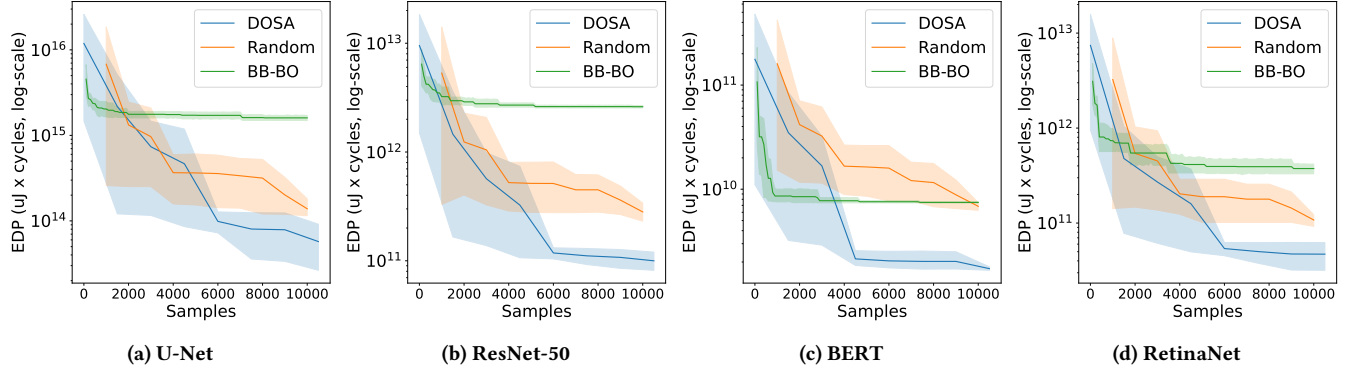 EDP (uJ x cycles, log-scale)
10^16
10^15
10^14
DOSA
Random
BB-BO
0 2000 4000 6000 8000 10000
Samples
(a) U-Net
EDP (uJ x cycles, log-scale)
10^13
10^12
10^11
DOSA
Random
BB-BO
0 2000 4000 6000 8000 10000
Samples
(b) ResNet-50
EDP (uJ x cycles, log-scale)
10^11
10^10
DOSA
Random
BB-BO
0 2000 4000 6000 8000 10000
Samples
(c) BERT
EDP (uJ x cycles, log-scale)
10^13
10^12
10^11
DOSA
Random
BB-BO
0 2000 4000 6000 8000 10000
Samples
(d) RetinaNet